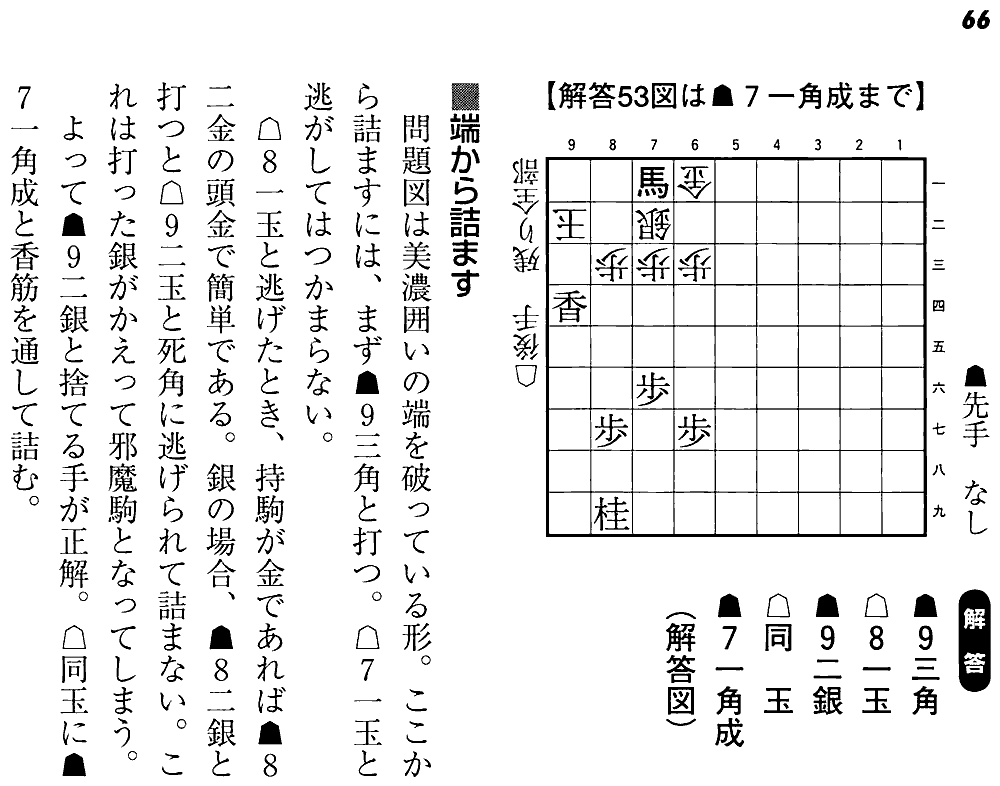 66
【解答53図は☗7一角成まで】
9 8 7 6 5 4 3 2 1
馬 金 一
王 銀 二
歩 歩 歩 三
香 四
五
歩 六
歩 歩 七
八
桂 九
☗先手 なし
☖後手 残り全部
解答
☗9三角
☖8一玉
☗9二銀
☖同 玉
☗7一角成
(解答図)
■端から詰ます
問題図は美濃囲いの端を破っている形。ここか
ら詰ますには、まず☗9三角と打つ。☖7一玉と
逃がしてはつかまらない。
☖8一玉と逃げたとき、持駒が金であれば☗8
二金の頭金で簡単である。銀の場合、☗8二銀と
打つと☖9二玉と死角に逃げられて詰まない。こ
れは打った銀がかえって邪魔駒となってしまう。
よって☗9二銀と捨てる手が正解。☖同玉に☗
7一角成と香筋を通して詰む。